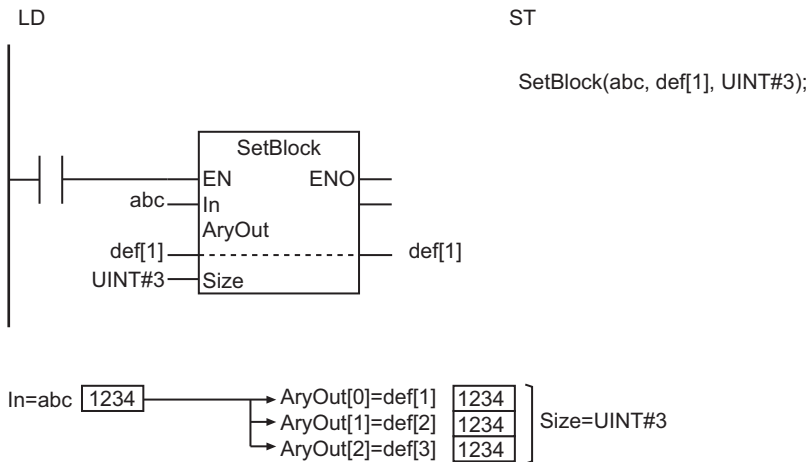 LD
ST
SetBlock(abc, def[1], UINT#3);
SetBlock
EN ENO
abc In
AryOut
def[1] def[1]
UINT#3 Size
In=abc 1234 AryOut[0]=def[1] 1234
AryOut[1]=def[2] 1234 Size=UINT#3
AryOut[2]=def[3] 1234